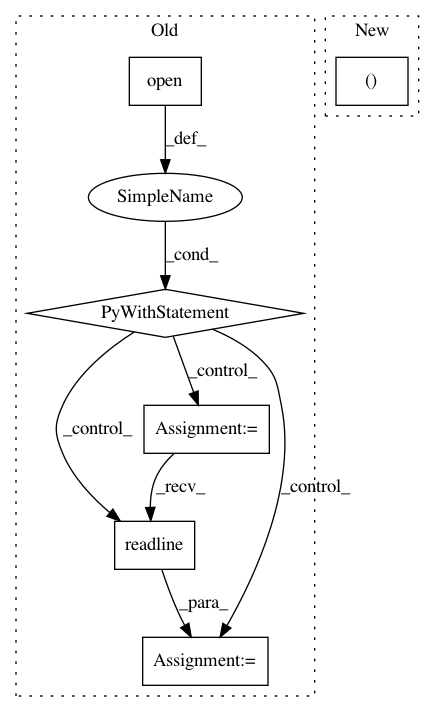 Old
New
open
()
_def_
SimpleName
_cond_
PyWithStatement
_control_
_control_
Assignment:=
_recv_
_control_
readline
_para_
Assignment:=